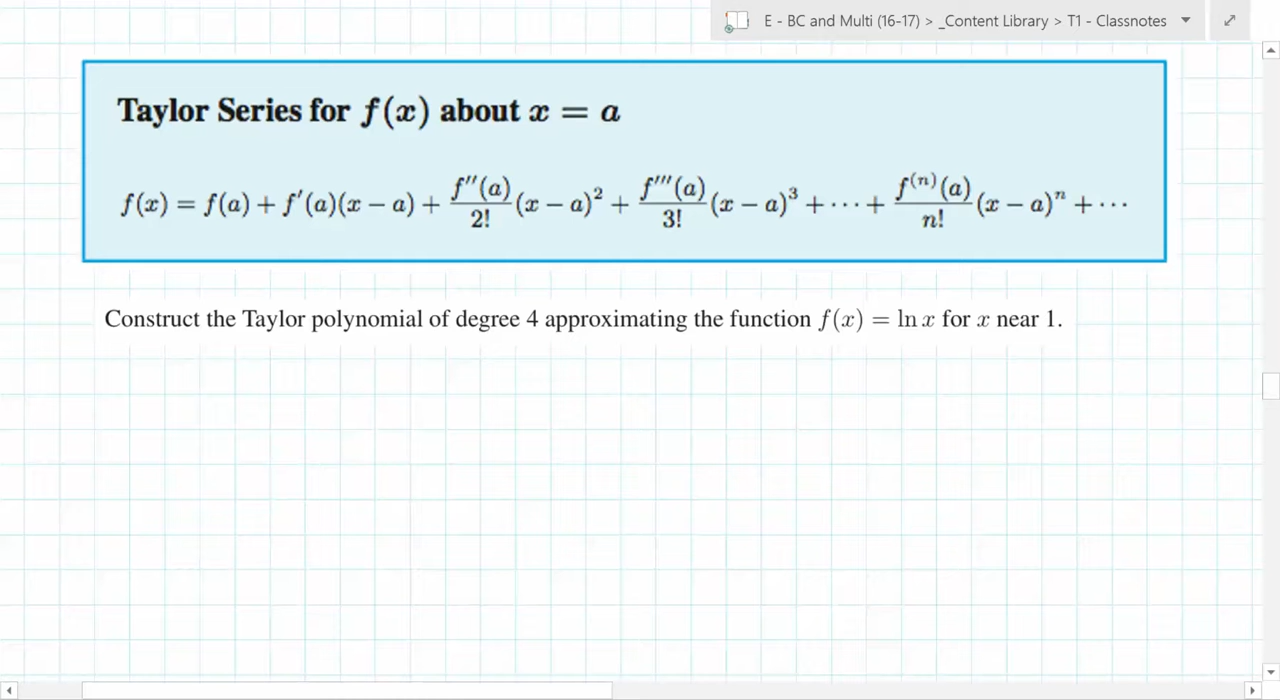 E - BC and Multi (16-17) > _Content Library > T1 - Classnotes
Taylor Series for f(x) about x = a
f(x) = f(a) + f′(a)(x − a) + f″(a)/2! (x − a)² + f‴(a)/3! (x − a)³ + ⋯ + f⁽ⁿ⁾(a)/n! (x − a)ⁿ + ⋯
Construct the Taylor polynomial of degree 4 approximating the function f(x) = ln x for x near 1.